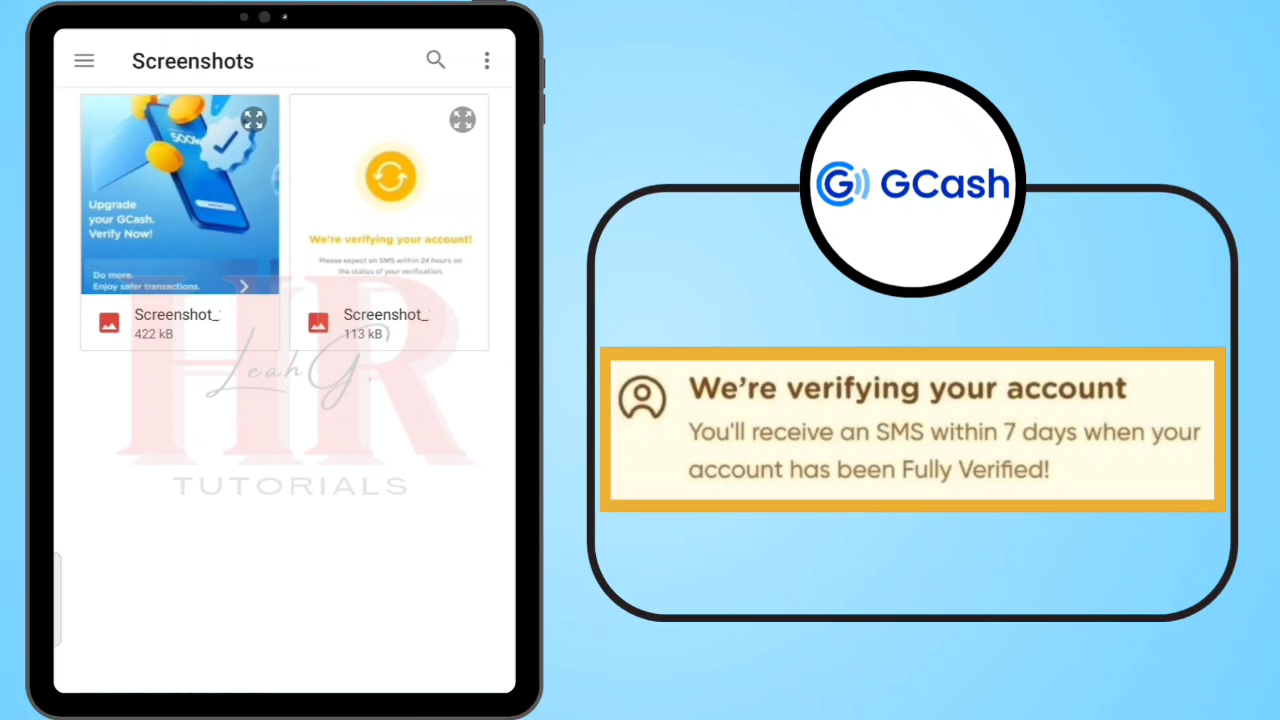 Screenshots
500
Upgrade
your GCash.
Verify Now!
Do more.
Enjoy safer transactions.
We're verifying your account!
Please expect an SMS within 24 hours on
the status of your verification.
Screenshot_
422 kB
Screenshot_
113 kB
HR
Leah G.
TUTORIALS
G GCash
We're verifying your account
You'll receive an SMS within 7 days when your
account has been Fully Verified!